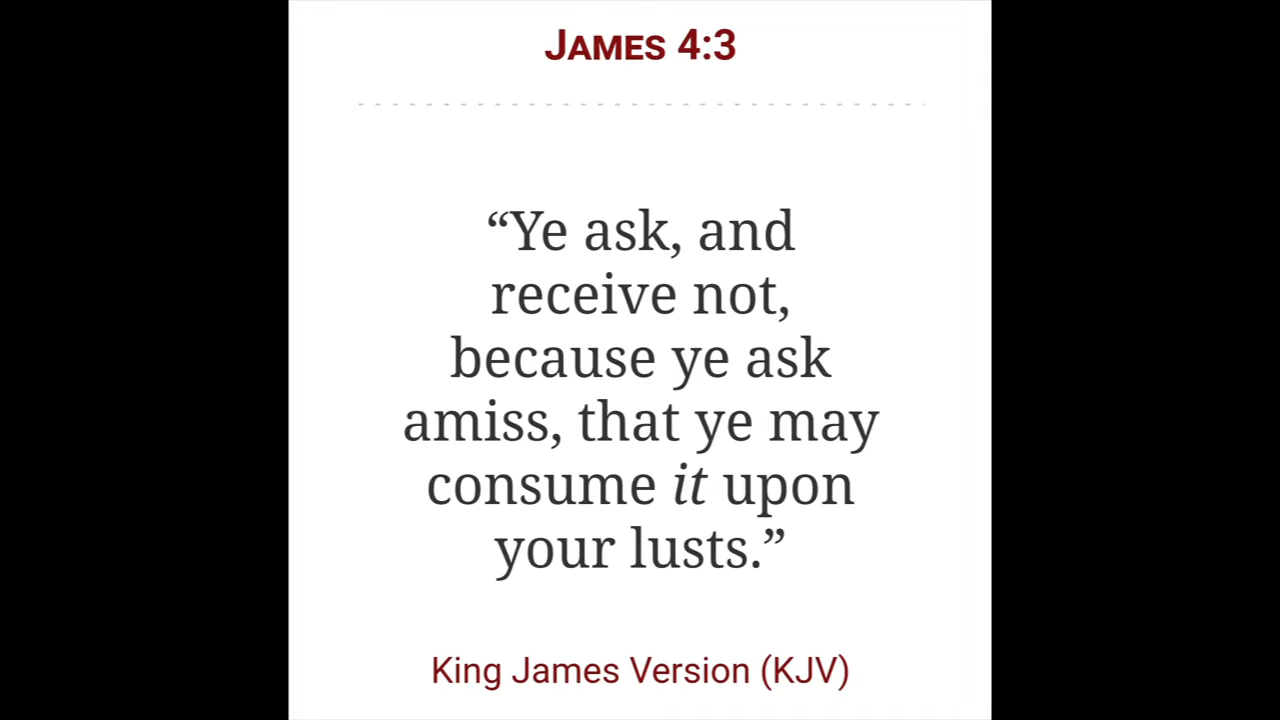 James 4:3
“Ye ask, and
receive not,
because ye ask
amiss, that ye may
consume it upon
your lusts.”
King James Version (KJV)